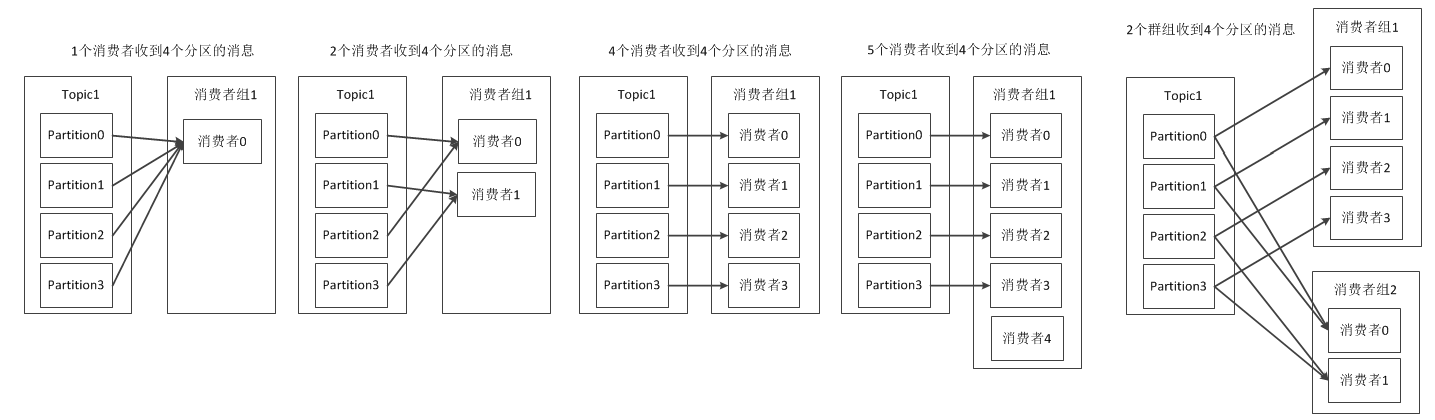 1个消费者收到4个分区的消息
Topic1
Partition0
Partition1
Partition2
Partition3
消费者组1
消费者0
2个消费者收到4个分区的消息
Topic1
Partition0
Partition1
Partition2
Partition3
消费者组1
消费者0
消费者1
4个消费者收到4个分区的消息
Topic1
Partition0
Partition1
Partition2
Partition3
消费者组1
消费者0
消费者1
消费者2
消费者3
5个消费者收到4个分区的消息
Topic1
Partition0
Partition1
Partition2
Partition3
消费者组1
消费者0
消费者1
消费者2
消费者3
消费者4
2个群组收到4个分区的消息
Topic1
Partition0
Partition1
Partition2
Partition3
消费者组1
消费者0
消费者1
消费者2
消费者3
消费者组2
消费者0
消费者1